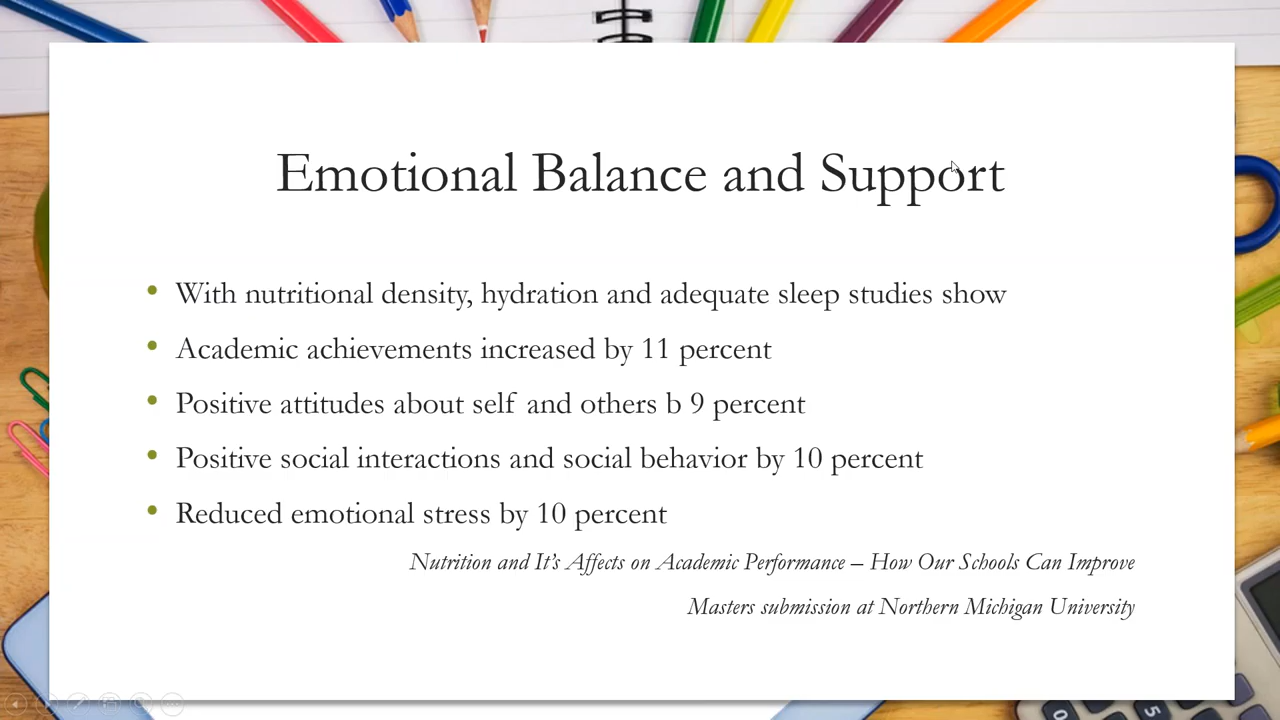 Emotional Balance and Support
• With nutritional density, hydration and adequate sleep studies show
• Academic achievements increased by 11 percent
• Positive attitudes about self and others b 9 percent
• Positive social interactions and social behavior by 10 percent
• Reduced emotional stress by 10 percent
Nutrition and It’s Affects on Academic Performance – How Our Schools Can Improve
Masters submission at Northern Michigan University
0
5